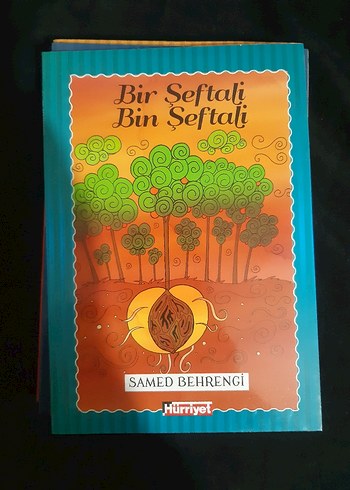 Bir Şeftali
Bin Şeftali
SAMED BEHRENGİ
Hürriyet